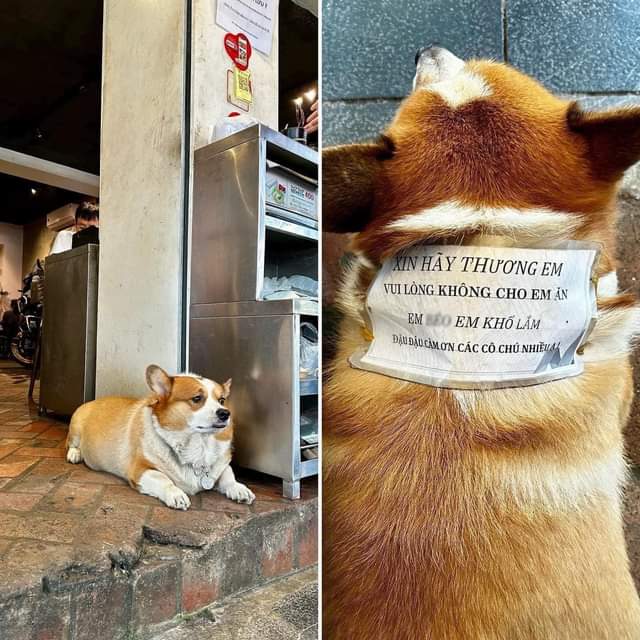 XIN HÃY THƯƠNG EM
VUI LÒNG KHÔNG CHO EM ĂN
EM BÉO EM KHỔ LẮM
ĐẬU ĐẬU CẢM ƠN CÁC CÔ CHÚ NHIỀU Ạ